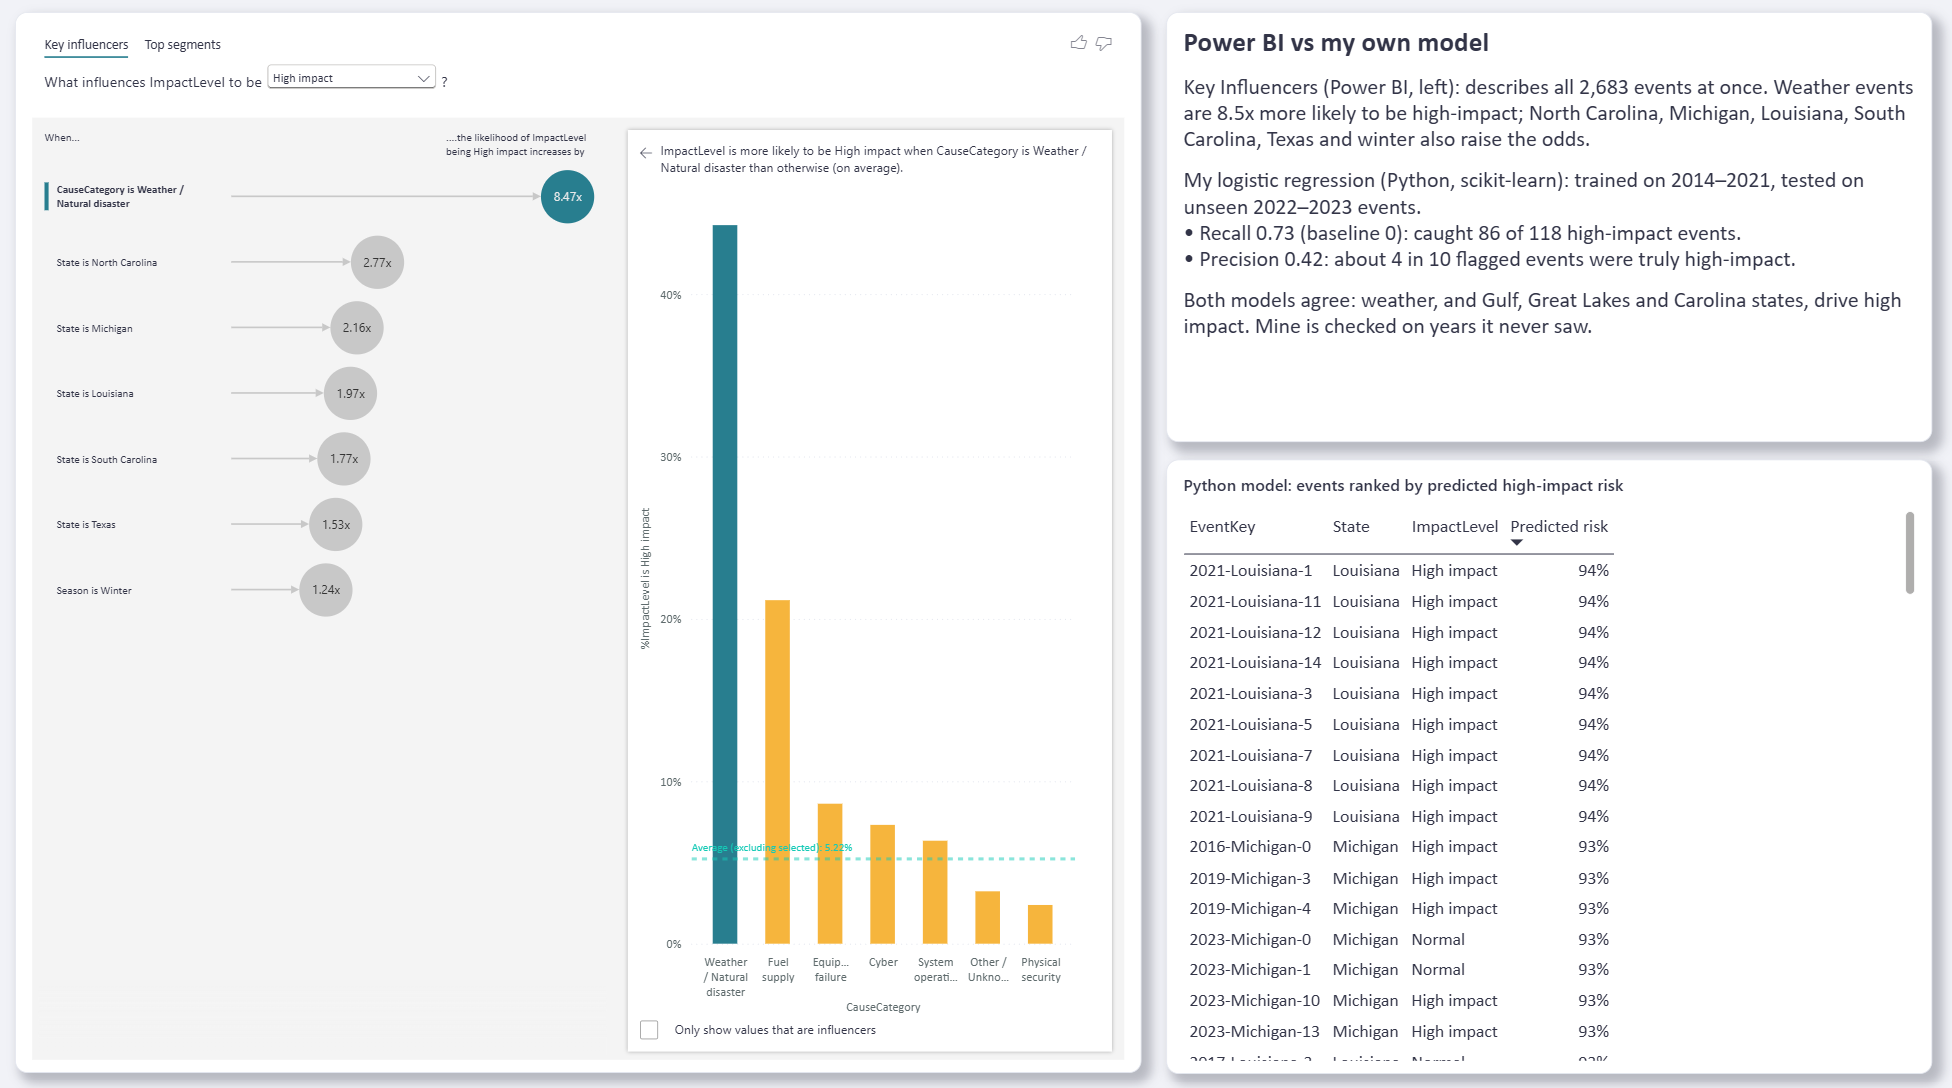 Key influencers
Top segments
What influences ImpactLevel to be High impact ?
When...
....the likelihood of ImpactLevel
being High impact increases by
CauseCategory is Weather /
Natural disaster
8.47x
State is North Carolina
2.77x
State is Michigan
2.16x
State is Louisiana
1.97x
State is South Carolina
1.77x
State is Texas
1.53x
Season is Winter
1.24x
ImpactLevel is more likely to be High impact when CauseCategory is Weather /
Natural disaster than otherwise (on average).
%ImpactLevel is High impact
40%
30%
20%
10%
0%
Average (excluding selected): 5.22%
Weather
/ Natural
disaster
Fuel
supply
Equip...
failure
Cyber
System
operati...
Other /
Unkno...
Physical
security
CauseCategory
Only show values that are influencers
Power BI vs my own model
Key Influencers (Power BI, left): describes all 2,683 events at once. Weather events
are 8.5x more likely to be high-impact; North Carolina, Michigan, Louisiana, South
Carolina, Texas and winter also raise the odds.
My logistic regression (Python, scikit-learn): trained on 2014–2021, tested on
unseen 2022–2023 events.
• Recall 0.73 (baseline 0): caught 86 of 118 high-impact events.
• Precision 0.42: about 4 in 10 flagged events were truly high-impact.
Both models agree: weather, and Gulf, Great Lakes and Carolina states, drive high
impact. Mine is checked on years it never saw.
Python model: events ranked by predicted high-impact risk
EventKey State ImpactLevel Predicted risk
2021-Louisiana-1 Louisiana High impact 94%
2021-Louisiana-11 Louisiana High impact 94%
2021-Louisiana-12 Louisiana High impact 94%
2021-Louisiana-14 Louisiana High impact 94%
2021-Louisiana-3 Louisiana High impact 94%
2021-Louisiana-5 Louisiana High impact 94%
2021-Louisiana-7 Louisiana High impact 94%
2021-Louisiana-8 Louisiana High impact 94%
2021-Louisiana-9 Louisiana High impact 94%
2016-Michigan-0 Michigan High impact 93%
2019-Michigan-3 Michigan High impact 93%
2019-Michigan-4 Michigan High impact 93%
2023-Michigan-0 Michigan Normal 93%
2023-Michigan-1 Michigan Normal 93%
2023-Michigan-10 Michigan High impact 93%
2023-Michigan-13 Michigan High impact 93%